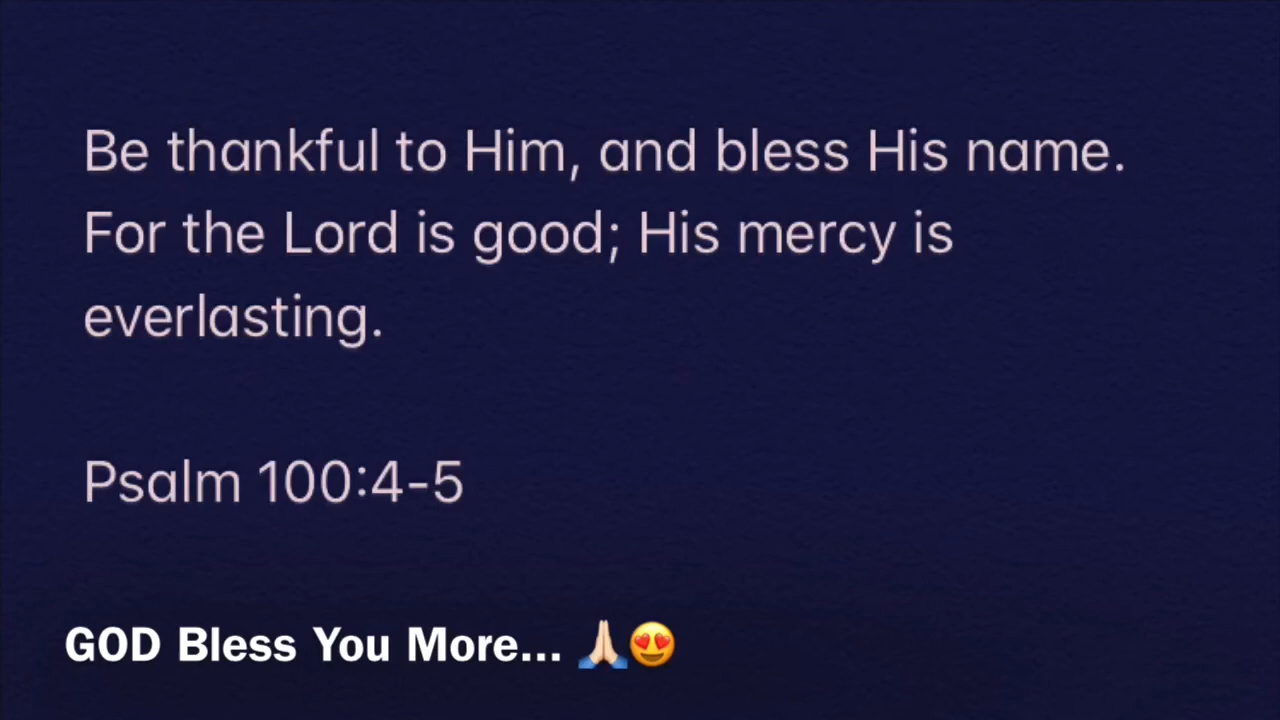 Be thankful to Him, and bless His name.
For the Lord is good; His mercy is
everlasting.
Psalm 100:4-5
GOD Bless You More... 🙏🏻😍